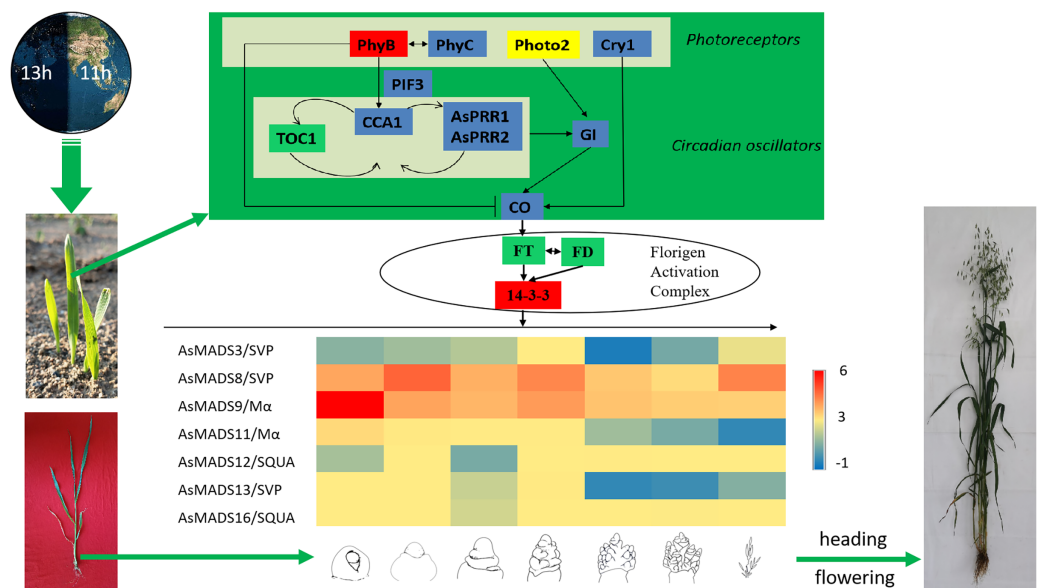 13h 11h
PhyB PhyC Photo2 Cry1 Photoreceptors
PIF3
CCA1 AsPRR1
AsPRR2
TOC1 GI Circadian oscillators
CO
FT FD Florigen
Activation
Complex
14-3-3
AsMADS3/SVP
AsMADS8/SVP
AsMADS9/Mα
AsMADS11/Mα
AsMADS12/SQUA
AsMADS13/SVP
AsMADS16/SQUA
6
3
-1
heading
flowering